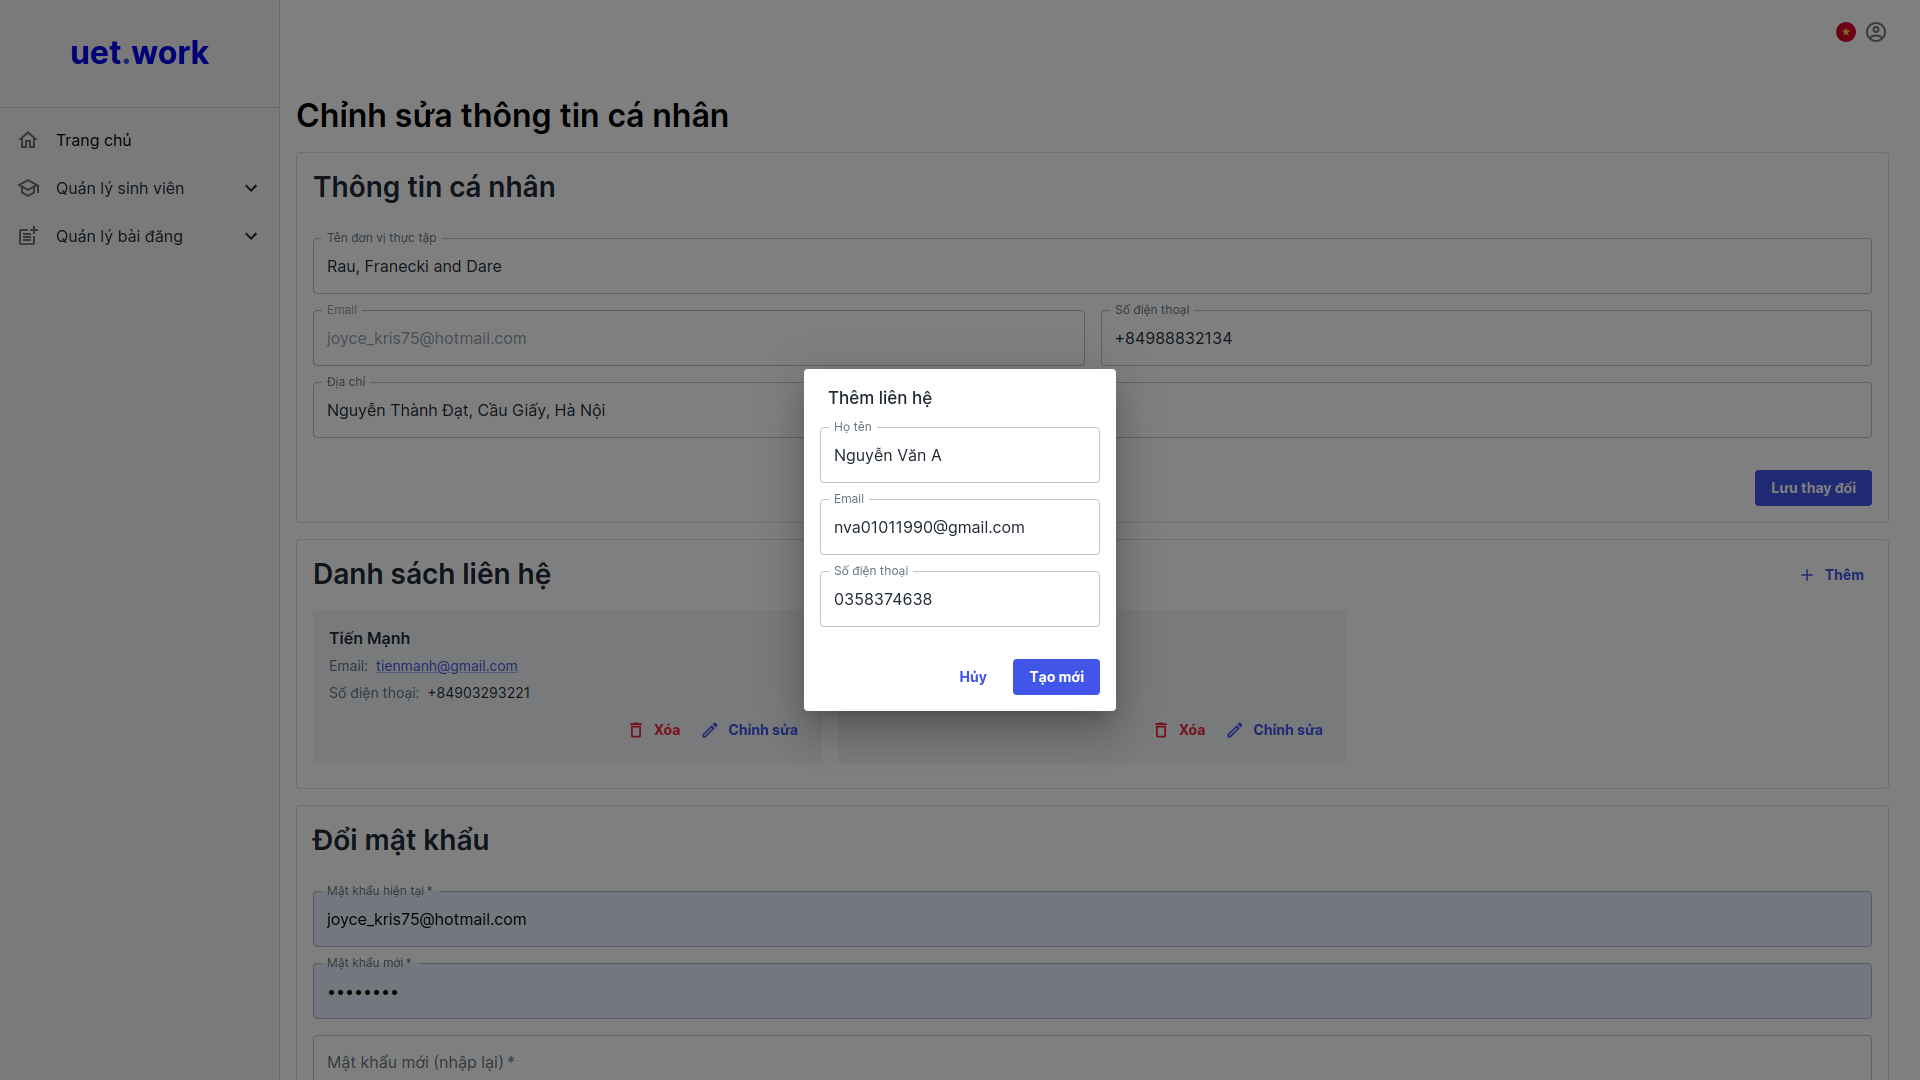 uet.work
Trang chủ
Quản lý sinh viên
Quản lý bài đăng
Chỉnh sửa thông tin cá nhân
Thông tin cá nhân
Tên đơn vị thực tập
Rau, Franecki and Dare
Email
joyce_kris75@hotmail.com
Số điện thoại
+84988832134
Địa chỉ
Nguyễn Thành Đạt, Cầu Giấy, Hà Nội
Lưu thay đổi
Thêm liên hệ
Họ tên
Nguyễn Văn A
Email
nva01011990@gmail.com
Số điện thoại
0358374638
Hủy
Tạo mới
Danh sách liên hệ
Thêm
Tiến Mạnh
Email: tienmanh@gmail.com
Số điện thoại: +84903293221
Xóa
Chỉnh sửa
Xóa
Chỉnh sửa
Đổi mật khẩu
Mật khẩu hiện tại *
joyce_kris75@hotmail.com
Mật khẩu mới *
••••••••
Mật khẩu mới (nhập lại) *